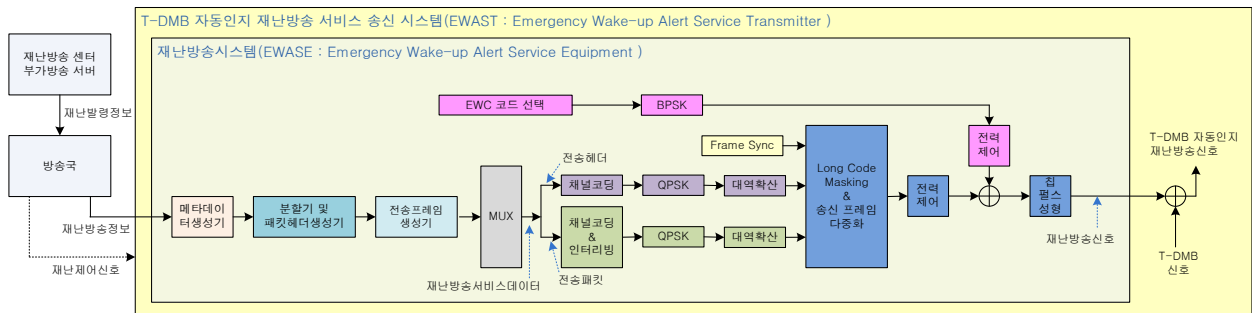 T-DMB 자동인지 재난방송 서비스 송신 시스템(EWAST : Emergency Wake-up Alert Service Transmitter )
재난방송시스템(EWASE : Emergency Wake-up Alert Service Equipment )
재난방송 센터
부가방송 서버
재난발령정보
방송국
재난방송정보
재난제어신호
메타데이
터생성기
분할기 및
패킷헤더생성기
전송프레임
생성기
MUX
재난방송서비스데이터
전송헤더
전송패킷
EWC 코드 선택
BPSK
Frame Sync
채널코딩
QPSK
대역확산
채널코딩
&
인터리빙
QPSK
대역확산
Long Code
Masking
&
송신 프레임
다중화
전력
제어
전력
제어
칩
펄스
성형
재난방송신호
T-DMB 자동인지
재난방송신호
T-DMB
신호